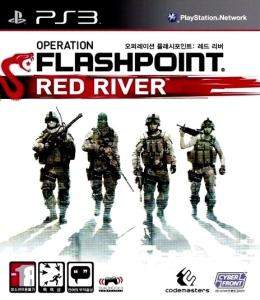 PS3
PlayStation®Network
OPERATION
오퍼레이션 플래시포인트: 레드 리버
FLASHPOINT.
RED RIVER™
codemasters
CYBER
FRONT